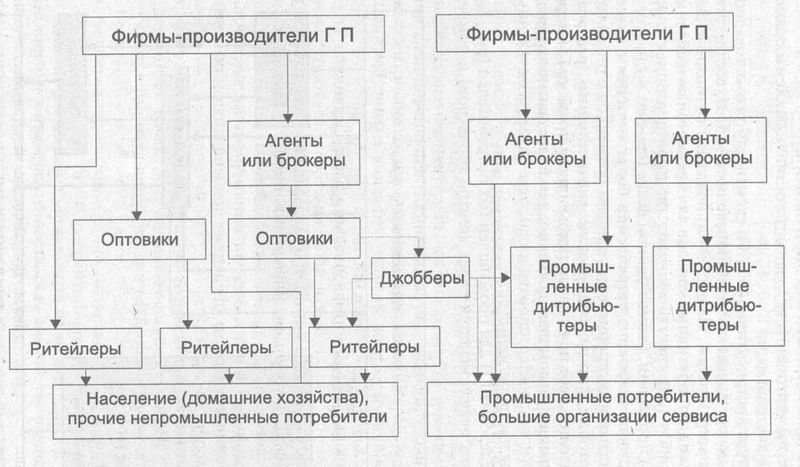 Фирмы-производители Г П
Фирмы-производители Г П
Агенты
или брокеры
Агенты
или брокеры
Агенты
или брокеры
Оптовики
Оптовики
Джобберы
Промыш-
ленные
дитрибью-
теры
Промыш-
ленные
дитрибью-
теры
Ритейлеры
Ритейлеры
Ритейлеры
Население (домашние хозяйства),
прочие непромышленные потребители
Промышленные потребители,
большие организации сервиса